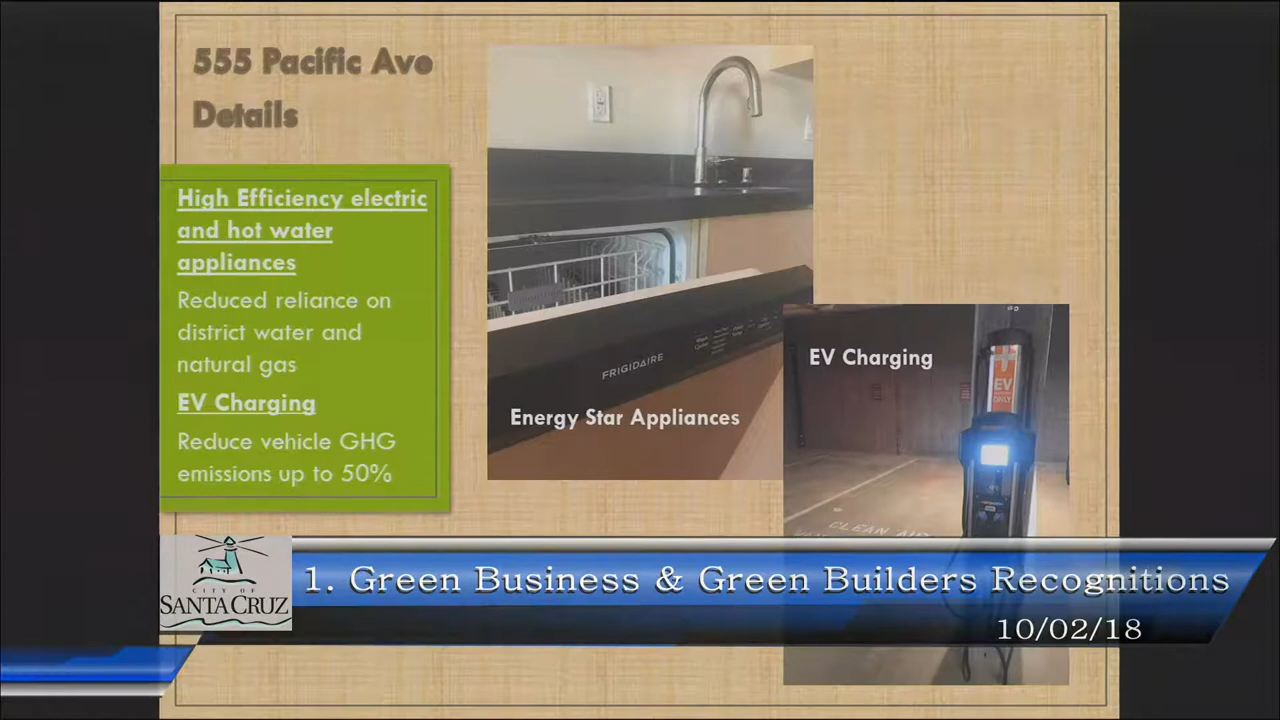 555 Pacific Ave
Details
High Efficiency electric
and hot water
appliances
Reduced reliance on
district water and
natural gas
EV Charging
Reduce vehicle GHG
emissions up to 50%
FRIGIDAIRE
Energy Star Appliances
EV Charging
EV
ONLY
CLEAN AIR
CITY OF
SANTA CRUZ
1. Green Business & Green Builders Recognitions
10/02/18